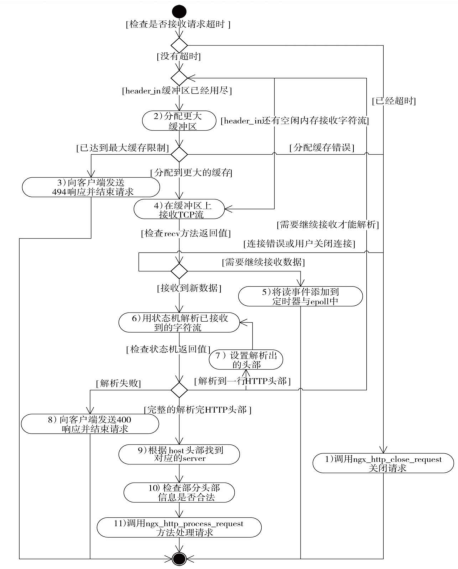 [检查是否接收请求超时]
[没有超时]
[header_in缓冲区已经用尽]
[已经超时]
2)分配更大
缓冲区
[header_in还有空闲内存接收字符流]
[已达到最大缓存限制]
[分配缓存错误]
3)向客户端发送
494响应并结束请求
[分配到更大的缓存]
4)在缓冲区上
接收TCP流
[需要继续接收才能解析]
[检查recv方法返回值]
[连接错误或用户关闭连接]
[需要继续接收数据]
[接收到新数据]
5)将读事件添加到
定时器与epoll中
6)用状态机解析已接收
到的字符流
[检查状态机返回值]
7) 设置解析出
的头部
[解析失败]
[解析到一行HTTP头部]
[完整的解析完HTTP头部]
8) 向客户端发送400
响应并结束请求
9)根据host头部找到
对应的server
1)调用ngx_http_close_request
关闭请求
10)检查部分头部
信息是否合法
11)调用ngx_http_process_request
方法处理请求